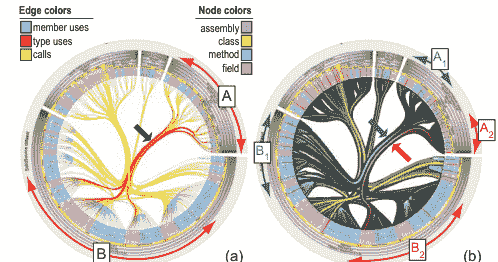 Edge colors
member uses
type uses
calls
Node colors
assembly
class
method
field
A
B
(a)
A1
A2
B1
B2
(b)